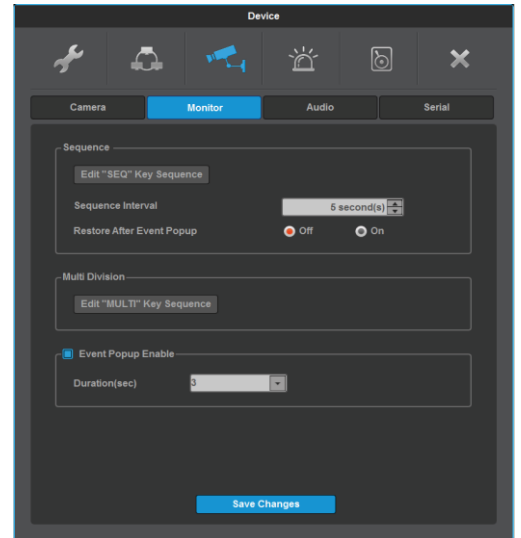 Device
Camera Monitor Audio Serial
Sequence
Edit "SEQ" Key Sequence
Sequence Interval 5 second(s)
Restore After Event Popup Off On
Multi Division
Edit "MULTI" Key Sequence
Event Popup Enable
Duration(sec) 3
Save Changes